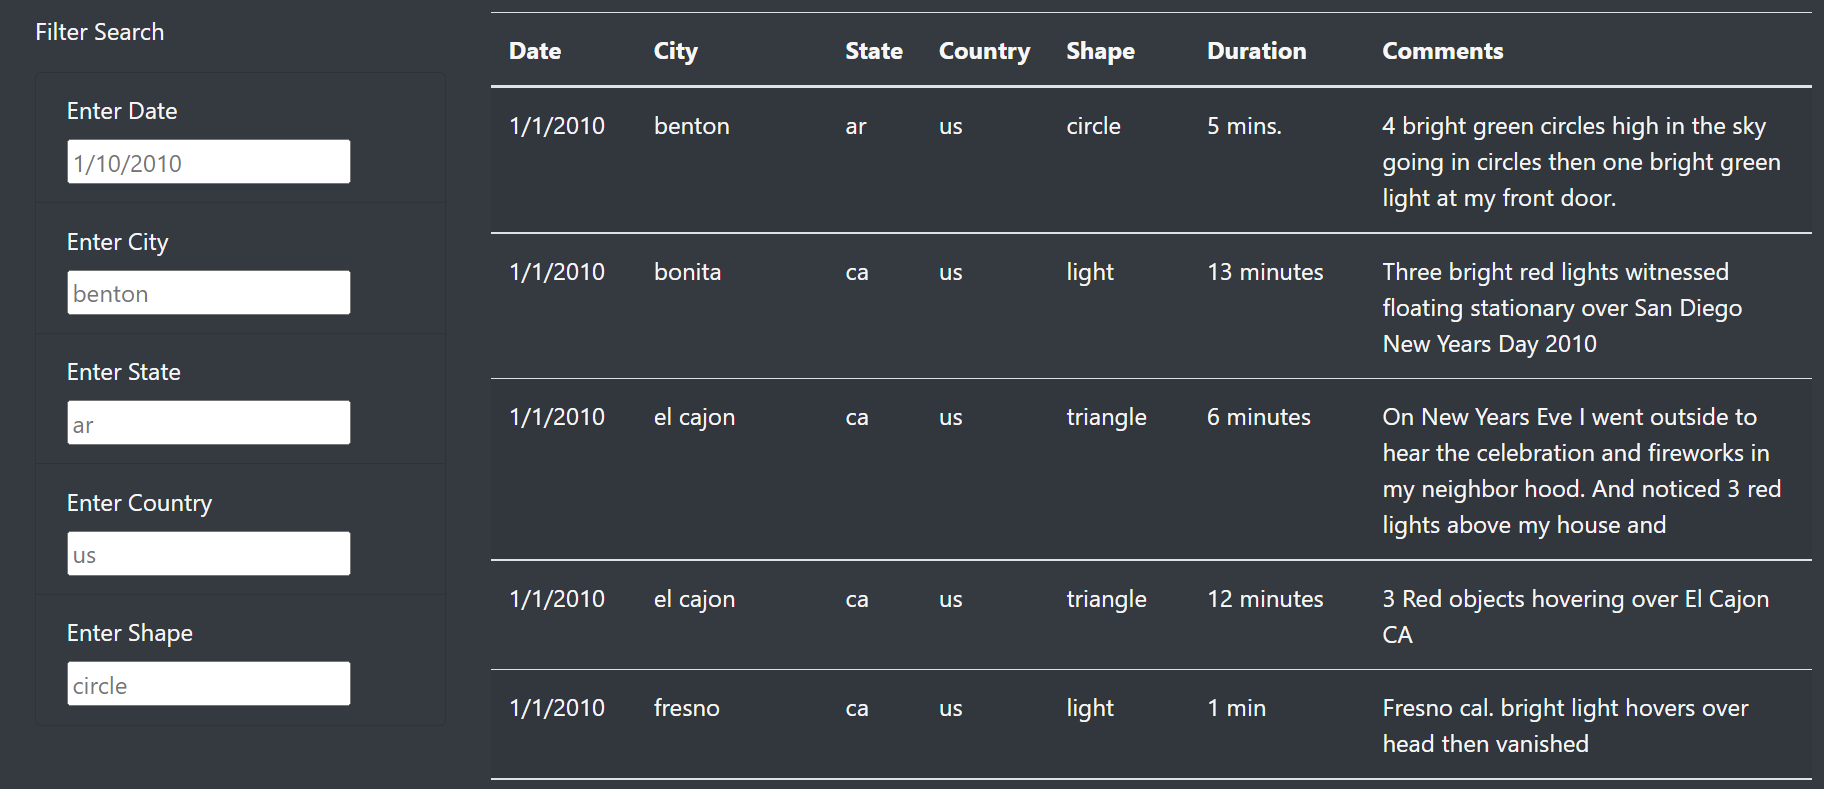 Filter Search
Enter Date
1/10/2010
Enter City
benton
Enter State
ar
Enter Country
us
Enter Shape
circle
Date City State Country Shape Duration Comments
1/1/2010 benton ar us circle 5 mins. 4 bright green circles high in the sky
going in circles then one bright green
light at my front door.
1/1/2010 bonita ca us light 13 minutes Three bright red lights witnessed
floating stationary over San Diego
New Years Day 2010
1/1/2010 el cajon ca us triangle 6 minutes On New Years Eve I went outside to
hear the celebration and fireworks in
my neighbor hood. And noticed 3 red
lights above my house and
1/1/2010 el cajon ca us triangle 12 minutes 3 Red objects hovering over El Cajon
CA
1/1/2010 fresno ca us light 1 min Fresno cal. bright light hovers over
head then vanished